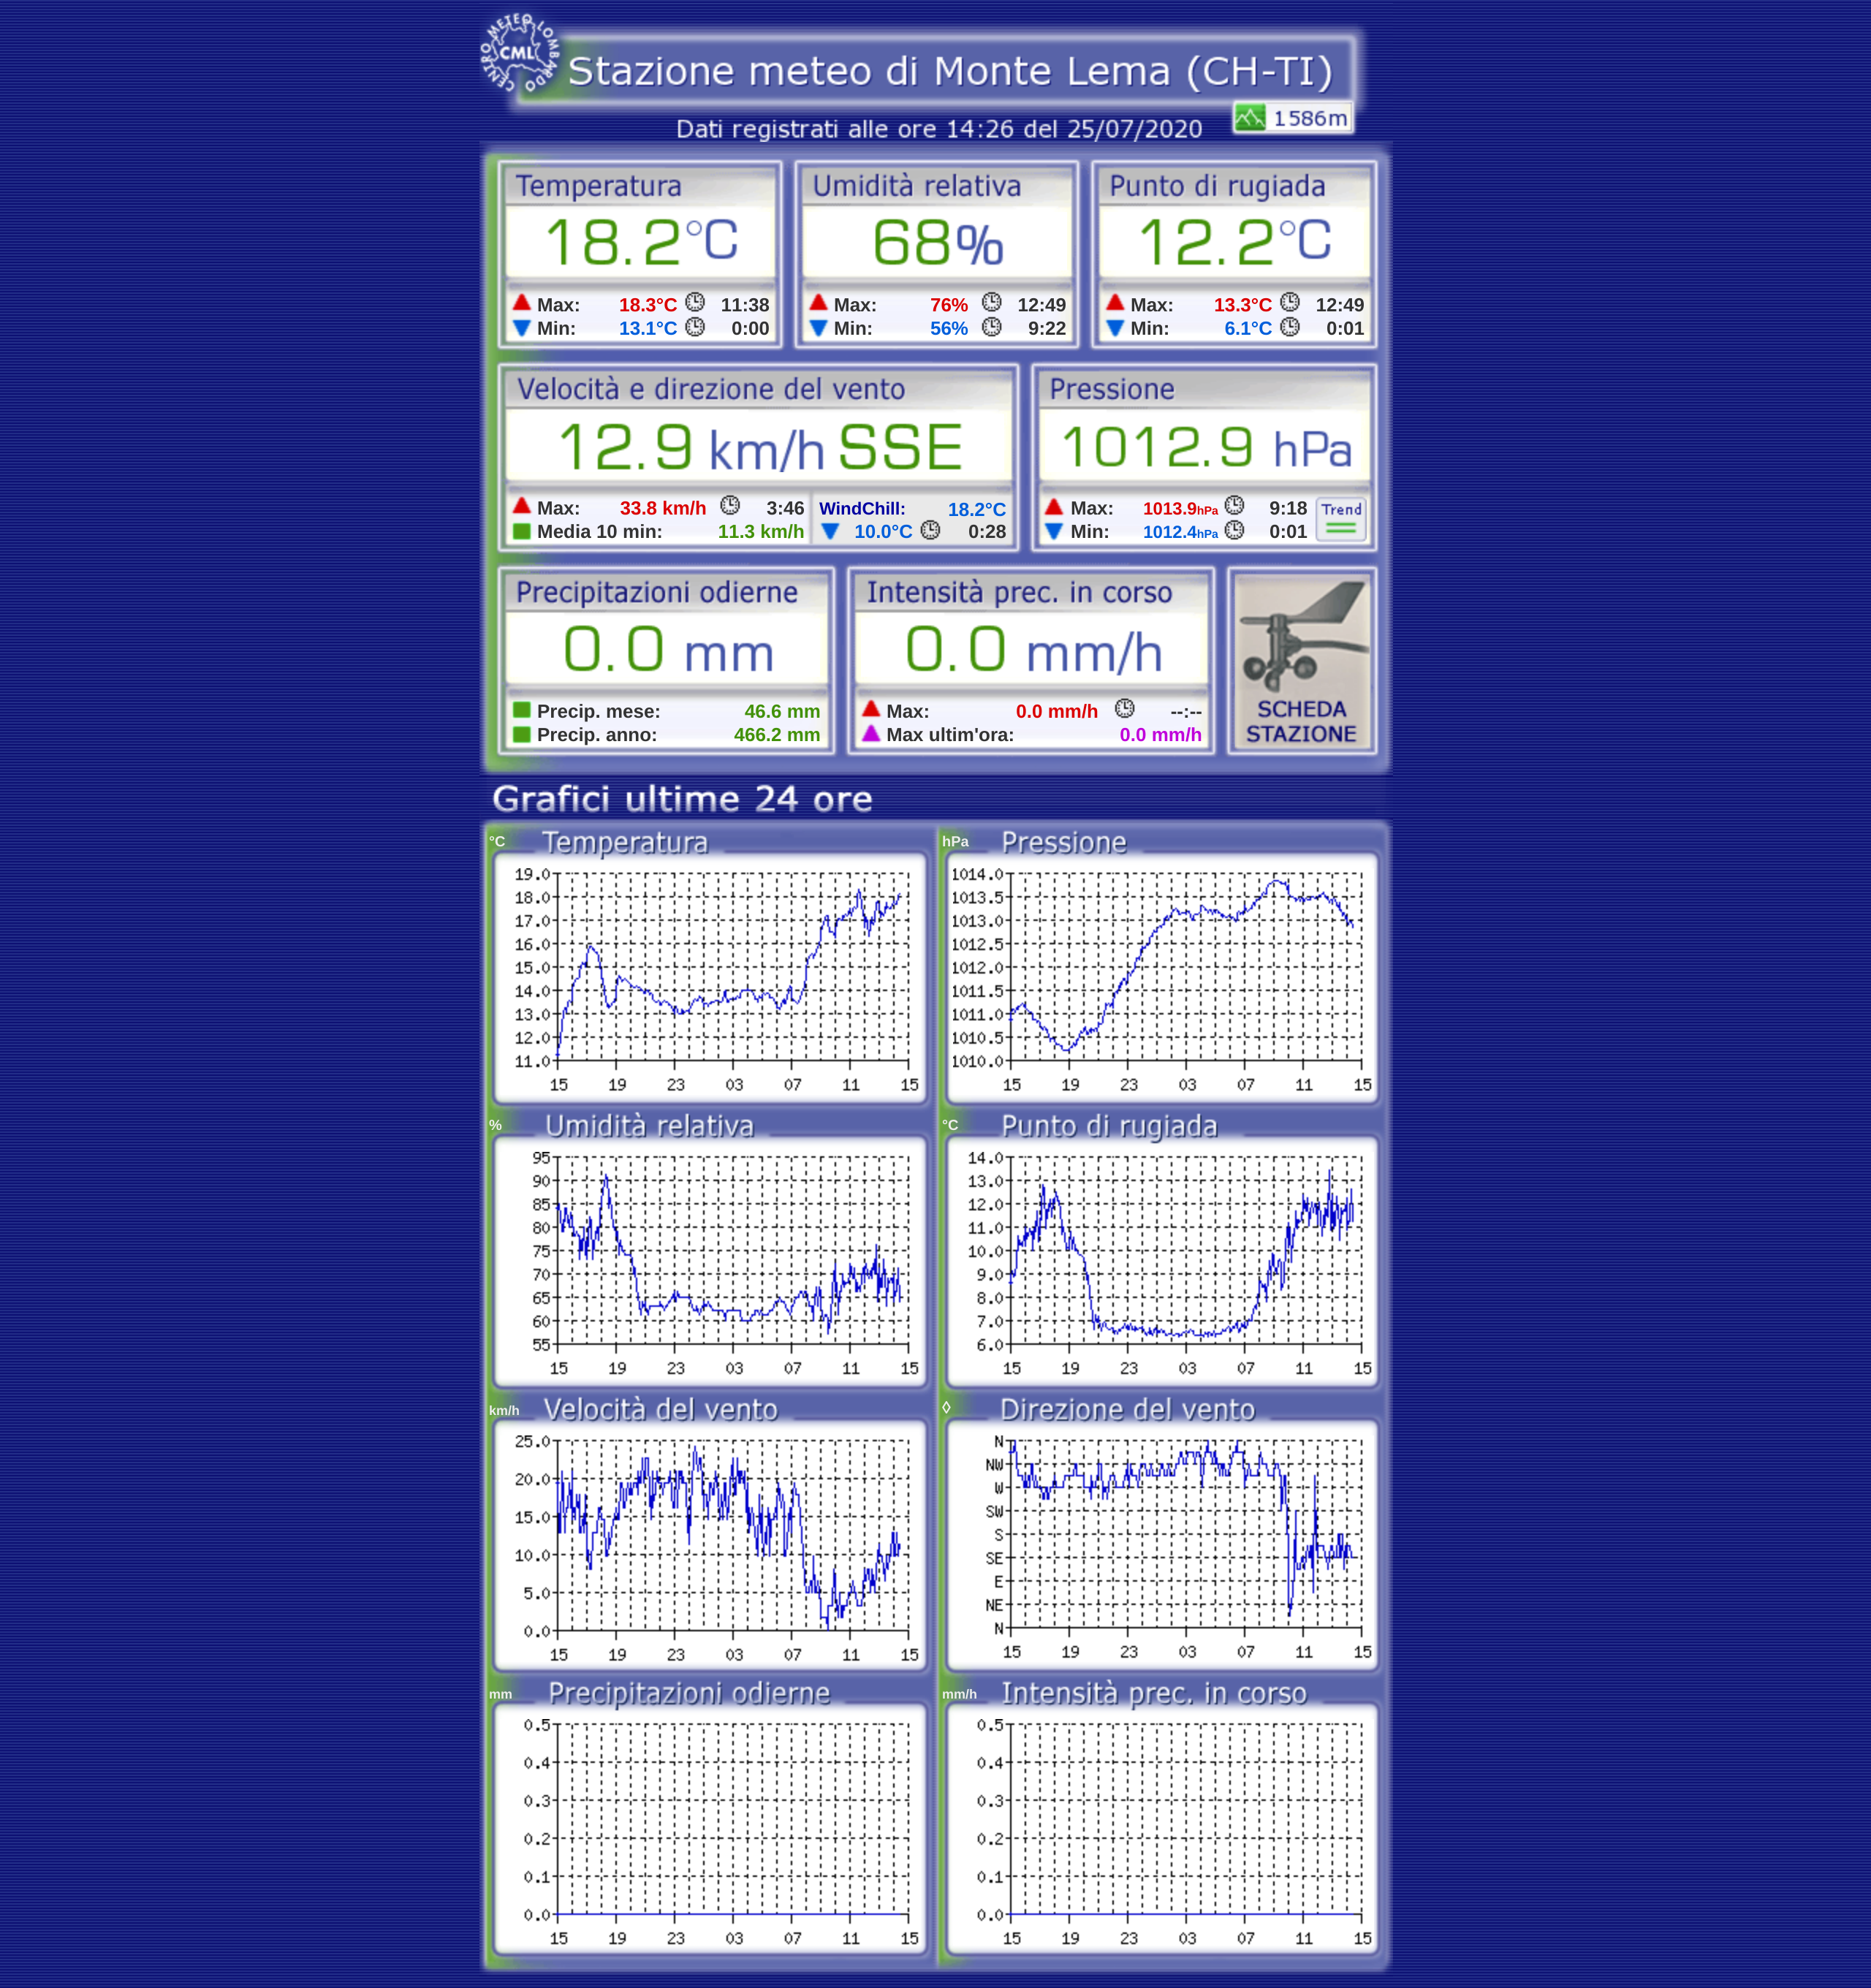 CENTRO METEO LOMBARDO
CML
Stazione meteo di Monte Lema (CH-TI)
1586m
Dati registrati alle ore 14:26 del 25/07/2020
Temperatura
18.2°C
Max: 18.3°C 11:38
Min: 13.1°C 0:00
Umidità relativa
68%
Max: 76% 12:49
Min: 56% 9:22
Punto di rugiada
12.2°C
Max: 13.3°C 12:49
Min: 6.1°C 0:01
Velocità e direzione del vento
12.9 km/h SSE
Max: 33.8 km/h 3:46
Media 10 min: 11.3 km/h
WindChill: 18.2°C
10.0°C 0:28
Pressione
1012.9 hPa
Max: 1013.9hPa 9:18
Min: 1012.4hPa 0:01
Trend
Precipitazioni odierne
0.0 mm
Precip. mese: 46.6 mm
Precip. anno: 466.2 mm
Intensità prec. in corso
0.0 mm/h
Max: 0.0 mm/h --:--
Max ultim'ora: 0.0 mm/h
SCHEDA
STAZIONE
Grafici ultime 24 ore
°C Temperatura
19.0
18.0
17.0
16.0
15.0
14.0
13.0
12.0
11.0
15 19 23 03 07 11 15
hPa Pressione
1014.0
1013.5
1013.0
1012.5
1012.0
1011.5
1011.0
1010.5
1010.0
15 19 23 03 07 11 15
% Umidità relativa
95
90
85
80
75
70
65
60
55
15 19 23 03 07 11 15
°C Punto di rugiada
14.0
13.0
12.0
11.0
10.0
9.0
8.0
7.0
6.0
15 19 23 03 07 11 15
km/h Velocità del vento
25.0
20.0
15.0
10.0
5.0
0.0
15 19 23 03 07 11 15
◊ Direzione del vento
N
NW
W
SW
S
SE
E
NE
N
15 19 23 03 07 11 15
mm Precipitazioni odierne
0.5
0.4
0.3
0.2
0.1
0.0
15 19 23 03 07 11 15
mm/h Intensità prec. in corso
0.5
0.4
0.3
0.2
0.1
0.0
15 19 23 03 07 11 15